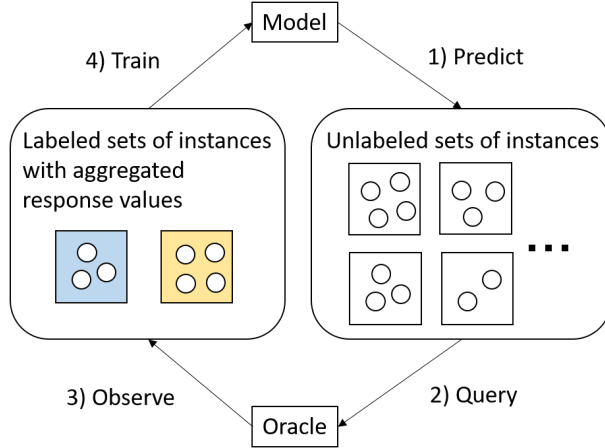 Model
4) Train
1) Predict
Labeled sets of instances
with aggregated
response values
Unlabeled sets of instances
...
3) Observe
2) Query
Oracle